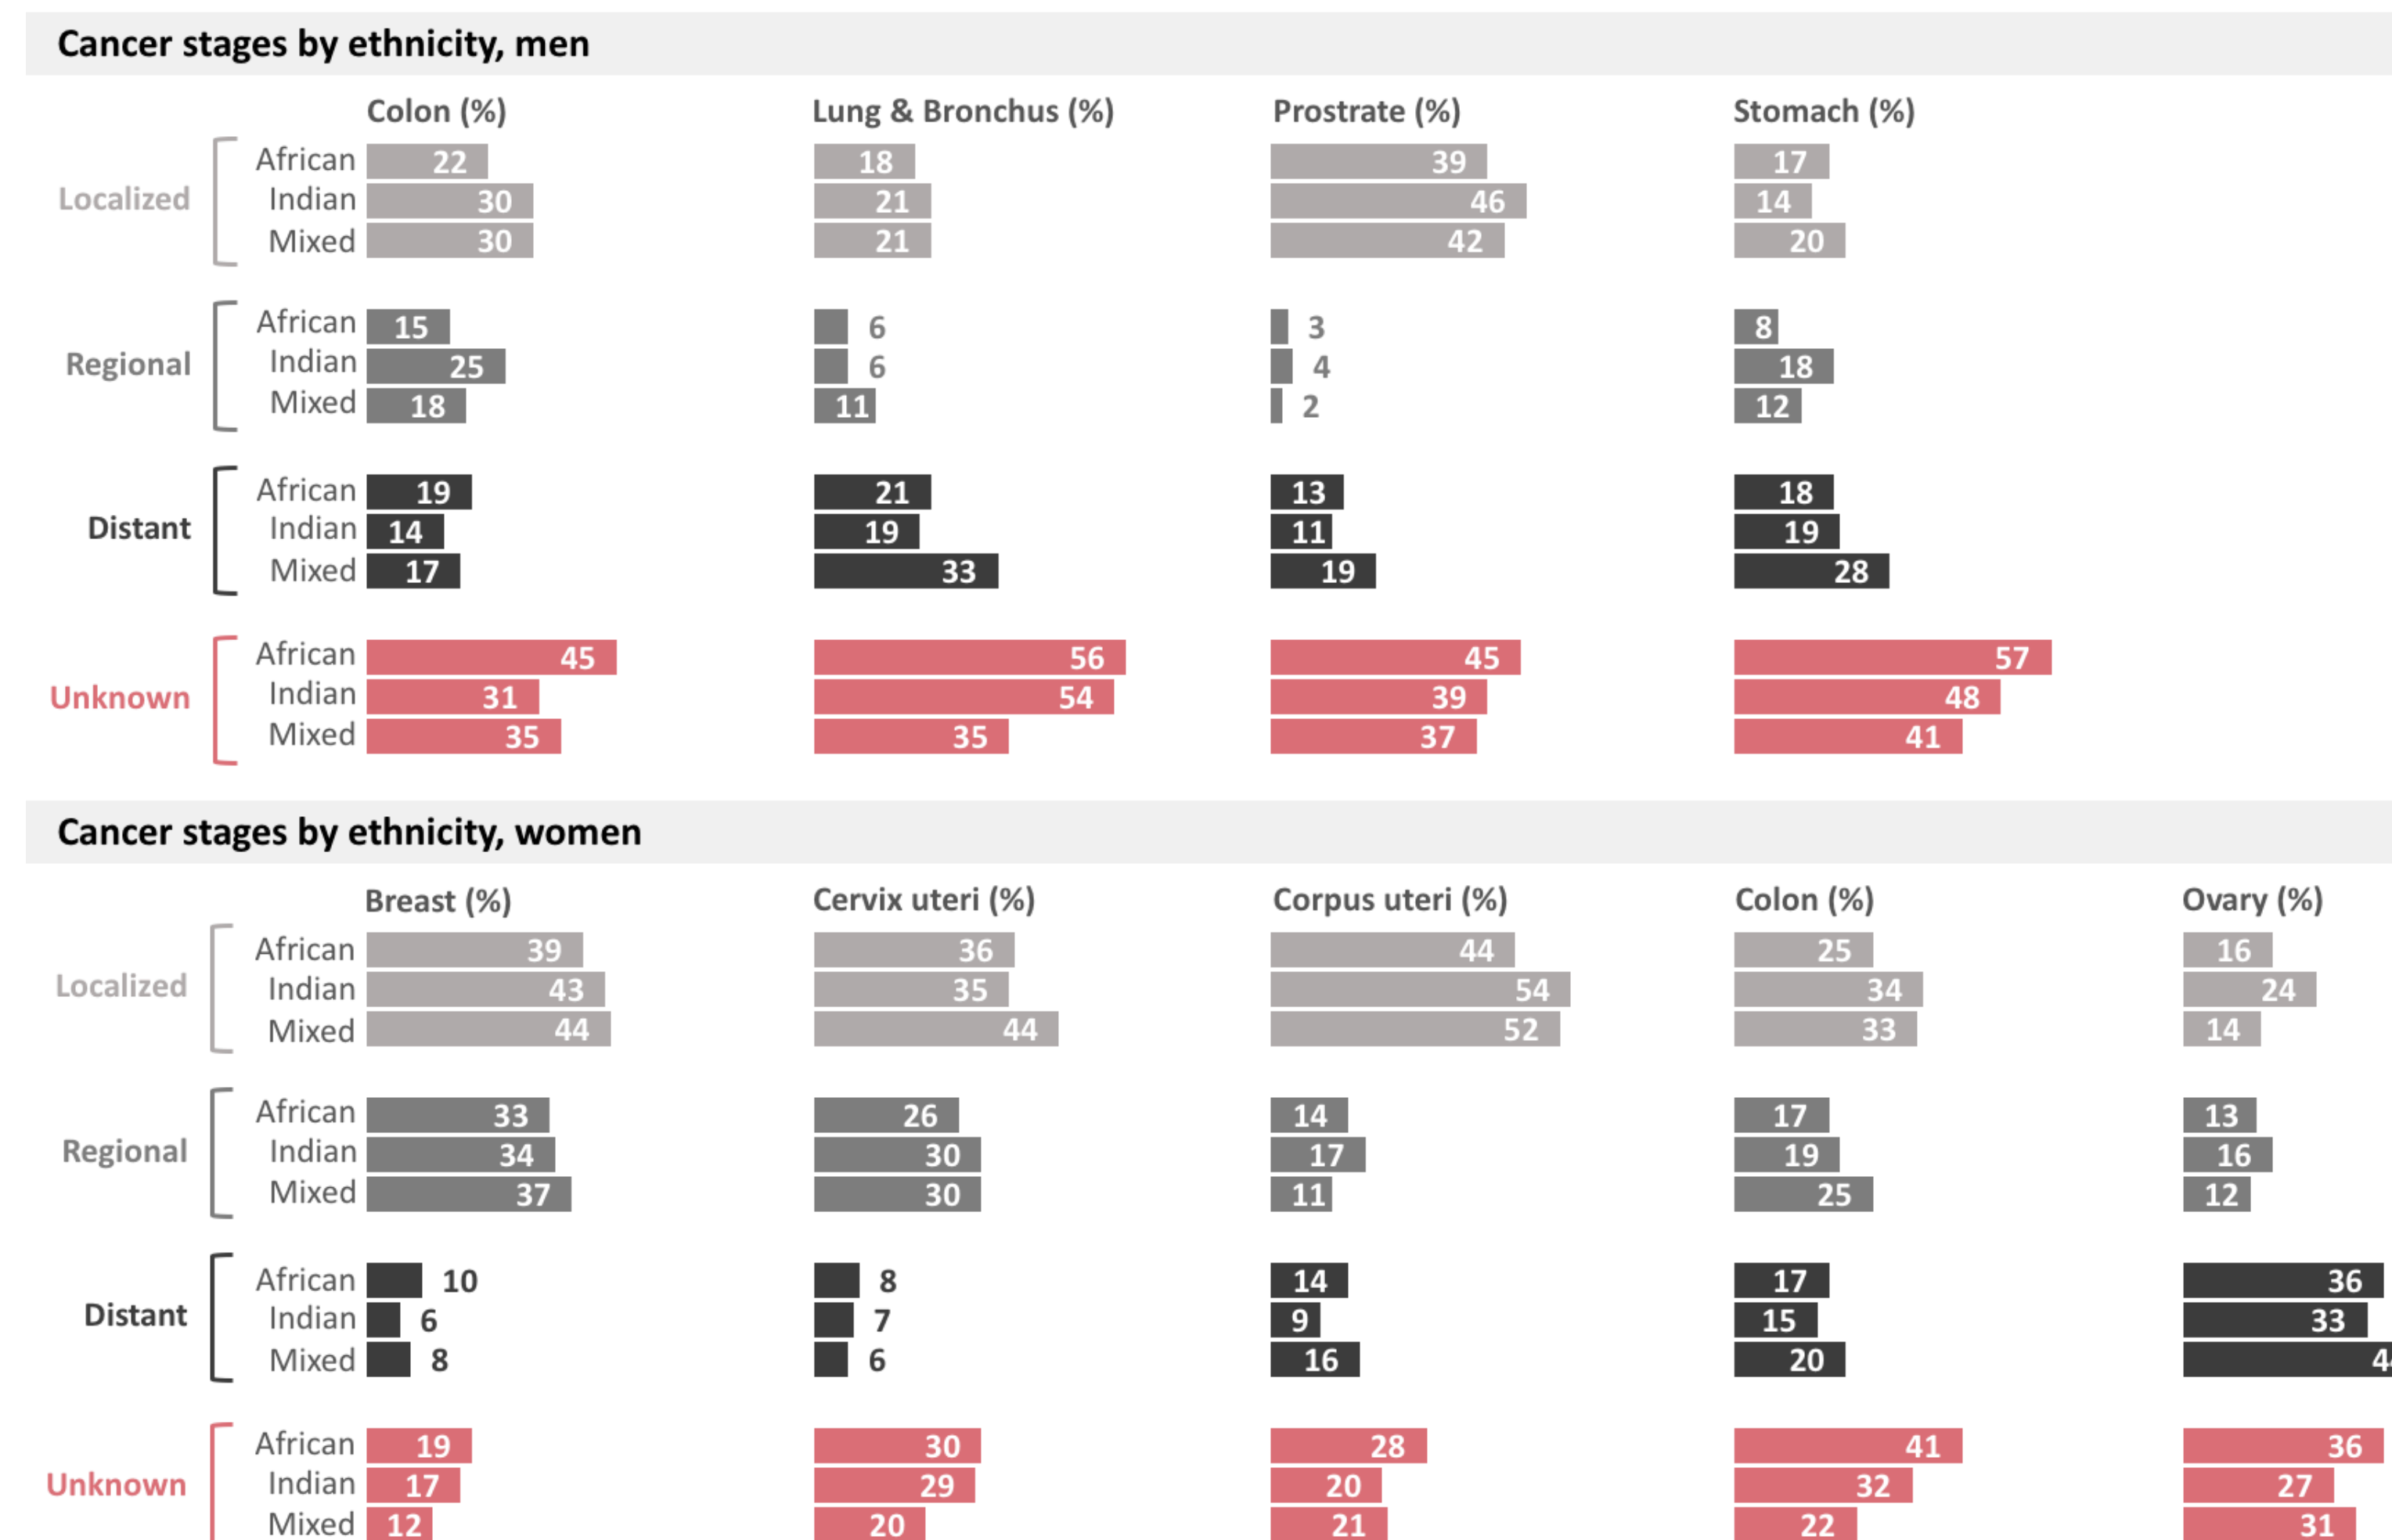 Cancer stages by ethnicity, men
Colon (%) Lung & Bronchus (%) Prostrate (%) Stomach (%)
African 22 18 39 17
Localized Indian 30 21 46 14
Mixed 30 21 42 20
African 15 6 3 8
Regional Indian 25 6 4 18
Mixed 18 11 2 12
African 19 21 13 18
Distant Indian 14 19 11 19
Mixed 17 33 19 28
African 45 56 45 57
Unknown Indian 31 54 39 48
Mixed 35 35 37 41
Cancer stages by ethnicity, women
Breast (%) Cervix uteri (%) Corpus uteri (%) Colon (%) Ovary (%)
African 39 36 44 25 16
Localized Indian 43 35 54 34 24
Mixed 44 44 52 33 14
African 33 26 14 17 13
Regional Indian 34 30 17 19 16
Mixed 37 30 11 25 12
African 10 8 14 17 36
Distant Indian 6 7 9 15 33
Mixed 8 6 16 20
African 19 30 28 41 36
Unknown Indian 17 29 20 32 27
Mixed 12 20 21 22 31